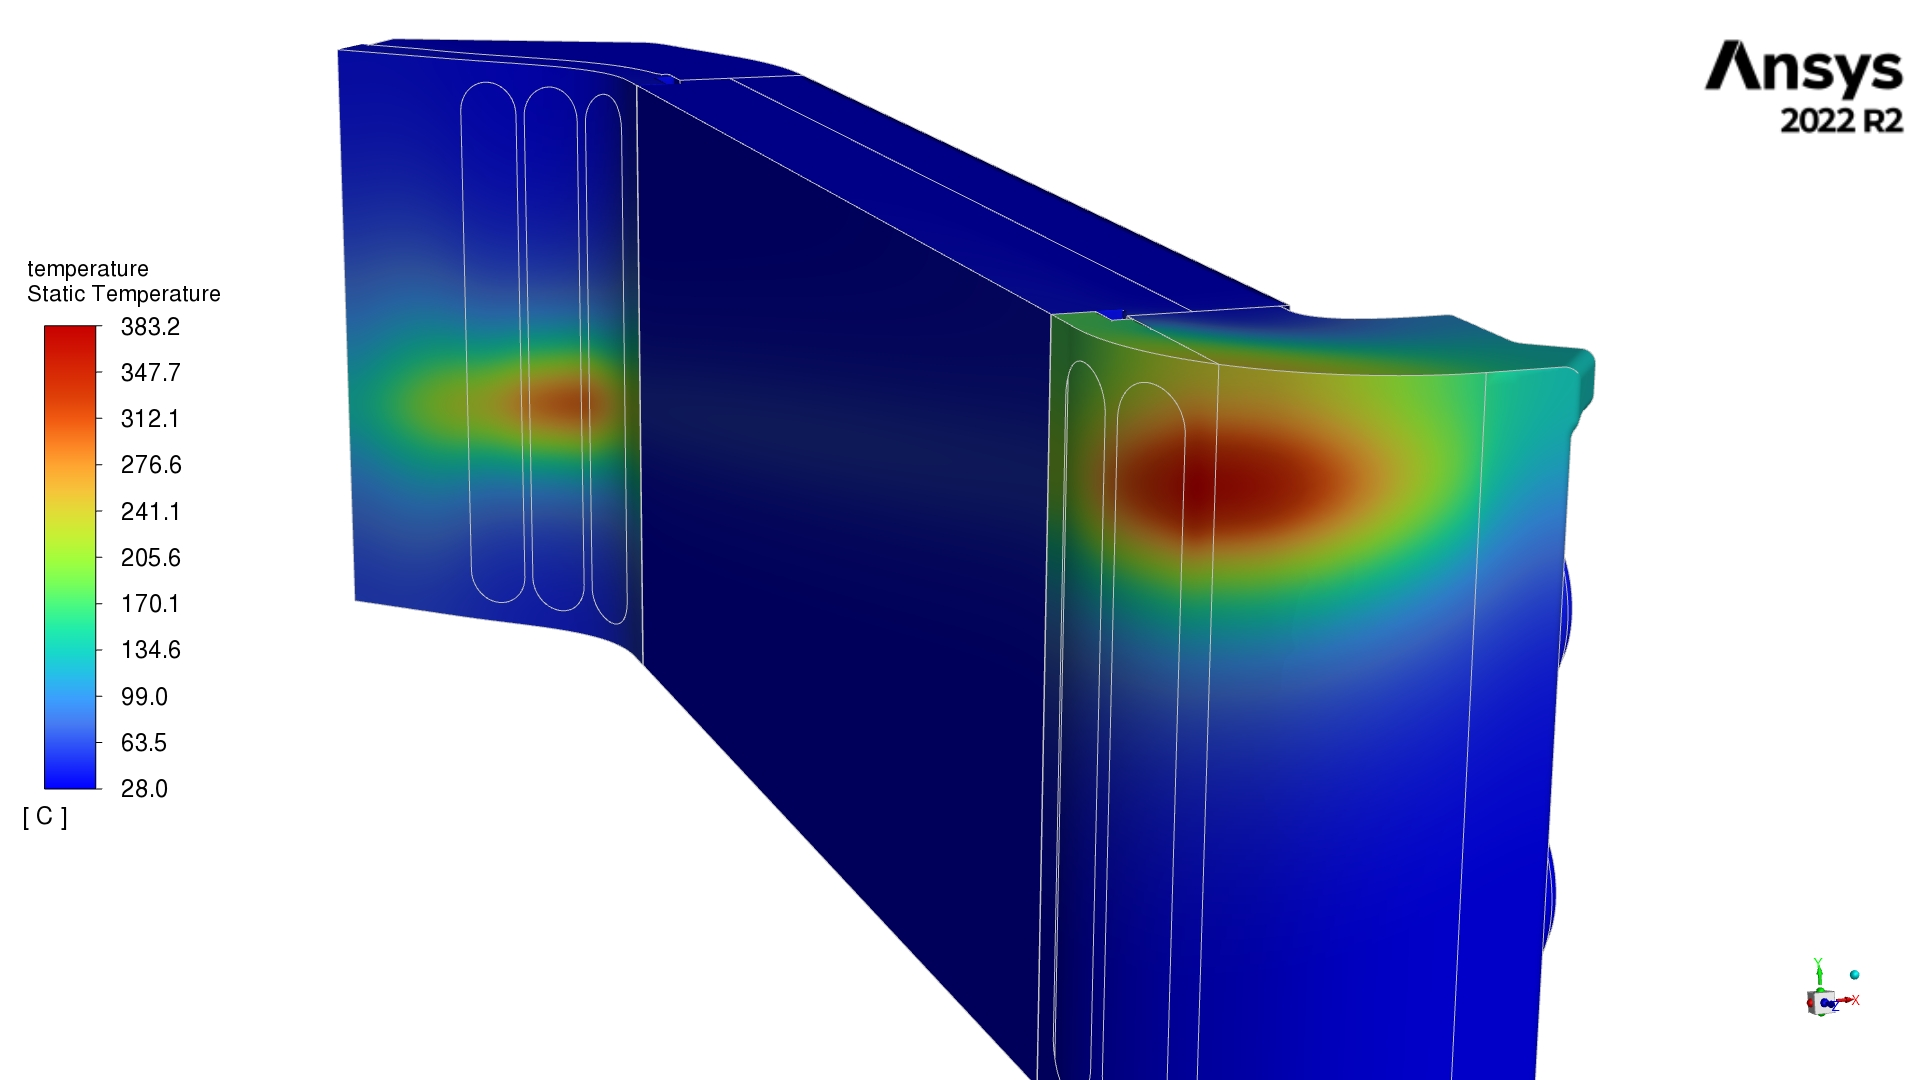 Ansys
2022 R2
temperature
Static Temperature
383.2
347.7
312.1
276.6
241.1
205.6
170.1
134.6
99.0
63.5
28.0
[ C ]
Y
X
Z